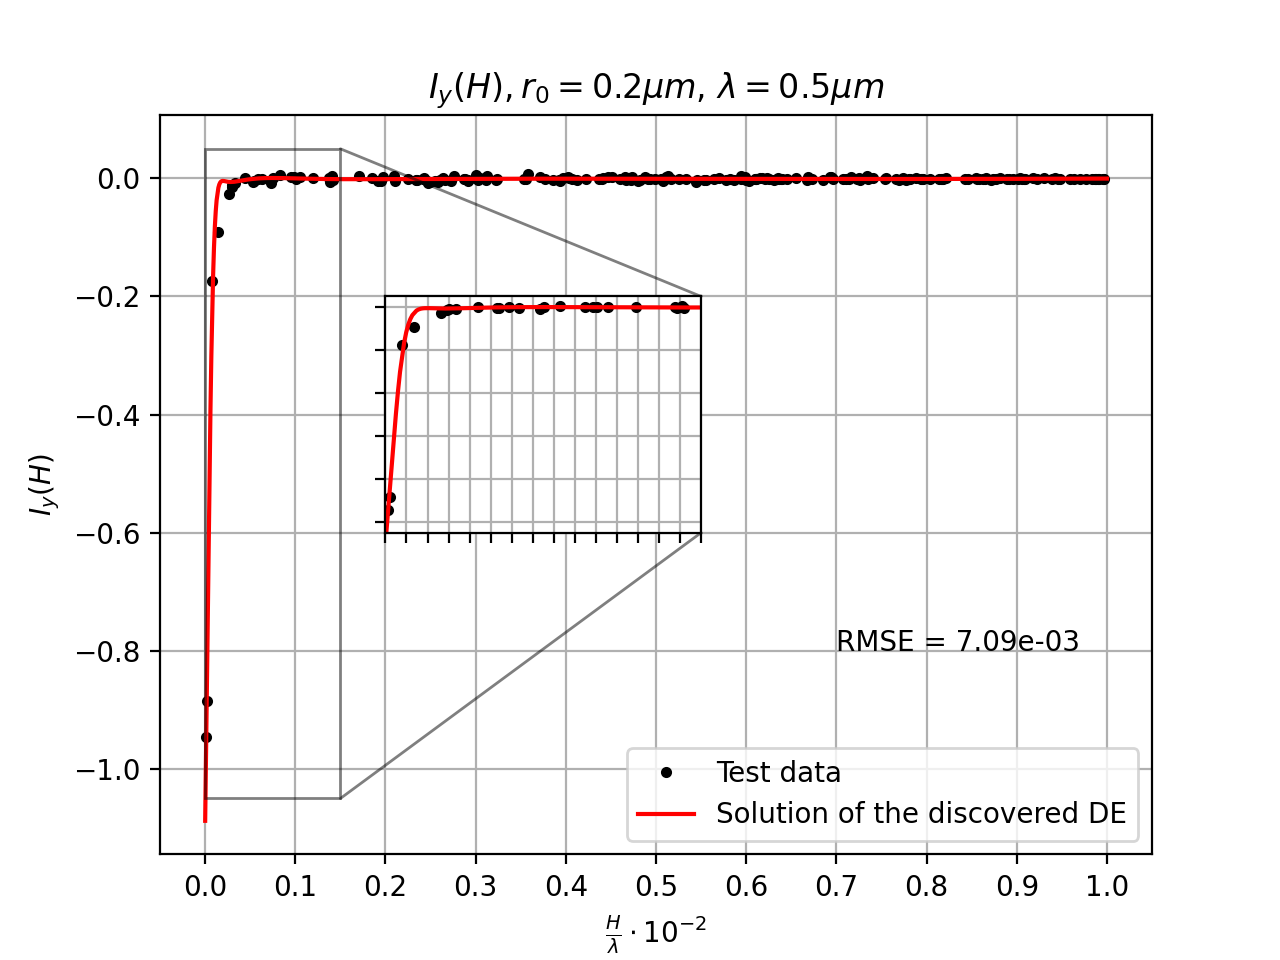 I_y(H), r_0 = 0.2μm, λ = 0.5μm
I_y(H)
0.0
−0.2
−0.4
−0.6
−0.8
−1.0
RMSE = 7.09e-03
Test data
Solution of the discovered DE
0.0 0.1 0.2 0.3 0.4 0.5 0.6 0.7 0.8 0.9 1.0
H/λ · 10^−2